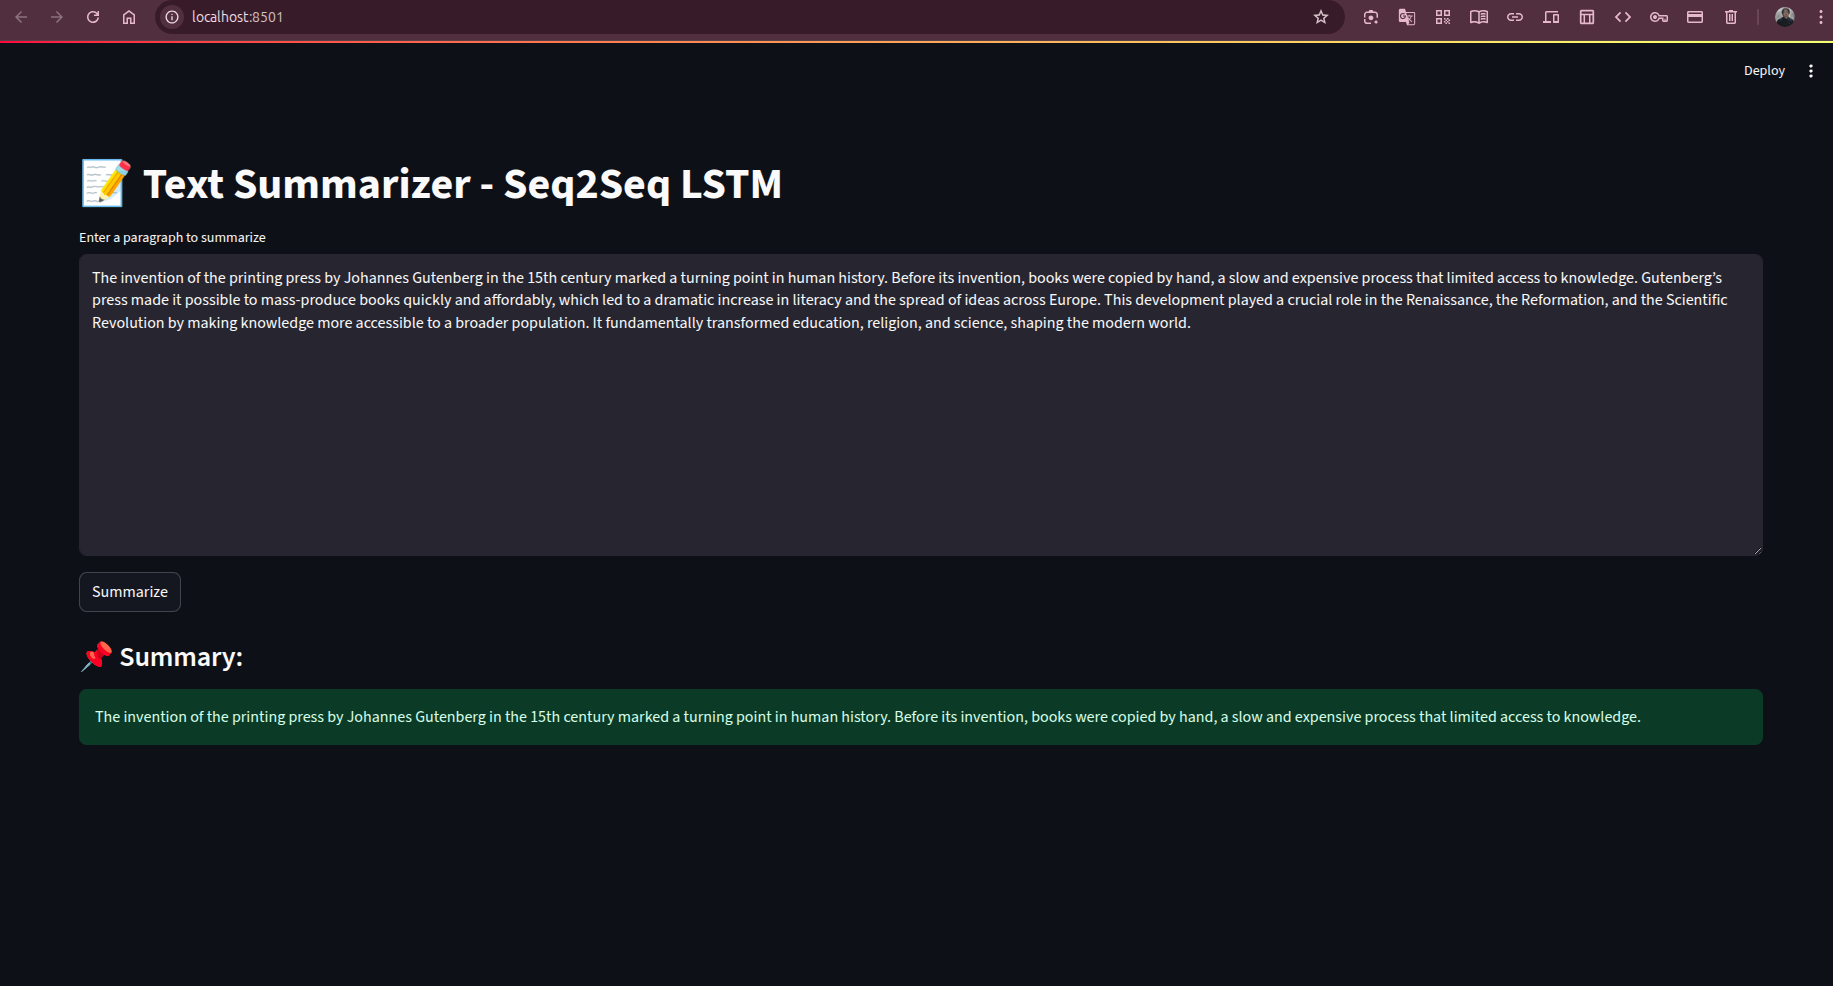 localhost:8501
Deploy
Text Summarizer - Seq2Seq LSTM
Enter a paragraph to summarize
The invention of the printing press by Johannes Gutenberg in the 15th century marked a turning point in human history. Before its invention, books were copied by hand, a slow and expensive process that limited access to knowledge. Gutenberg’s
press made it possible to mass-produce books quickly and affordably, which led to a dramatic increase in literacy and the spread of ideas across Europe. This development played a crucial role in the Renaissance, the Reformation, and the Scientific
Revolution by making knowledge more accessible to a broader population. It fundamentally transformed education, religion, and science, shaping the modern world.
Summarize
Summary:
The invention of the printing press by Johannes Gutenberg in the 15th century marked a turning point in human history. Before its invention, books were copied by hand, a slow and expensive process that limited access to knowledge.